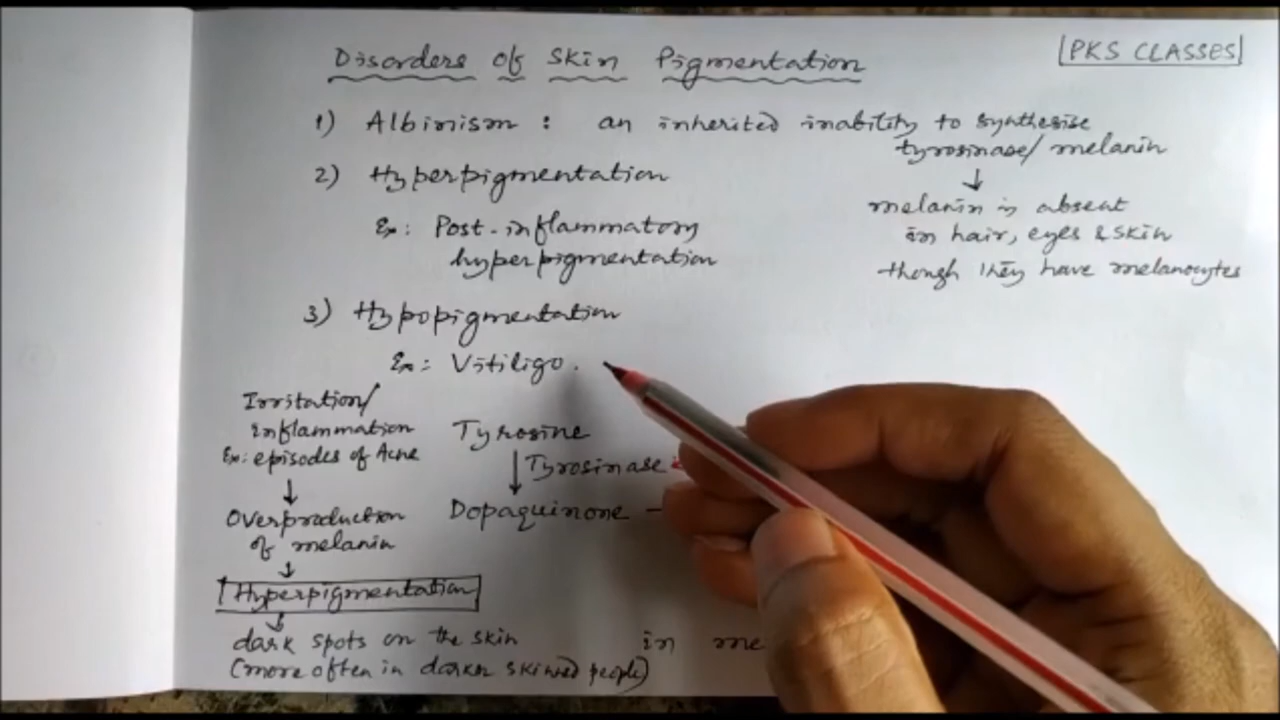 Disorders of Skin Pigmentation
PKS CLASSES
1) Albinism : an inherited inability to synthesise
tyrosinase/ melanin
↓
melanin is absent
in hair, eyes & skin
though they have melanocytes
2) Hyperpigmentation
Ex: Post-inflammatory
hyperpigmentation
3) Hypopigmentation
Ex: Vitiligo.
Irritation/
Inflammation
Ex: episodes of Acne
↓
Overproduction
of melanin
↓
Hyperpigmentation
↓
dark spots on the skin
(more often in darker skinned people)
Tyrosine
↓ Tyrosinase
Dopaquinone –
in me